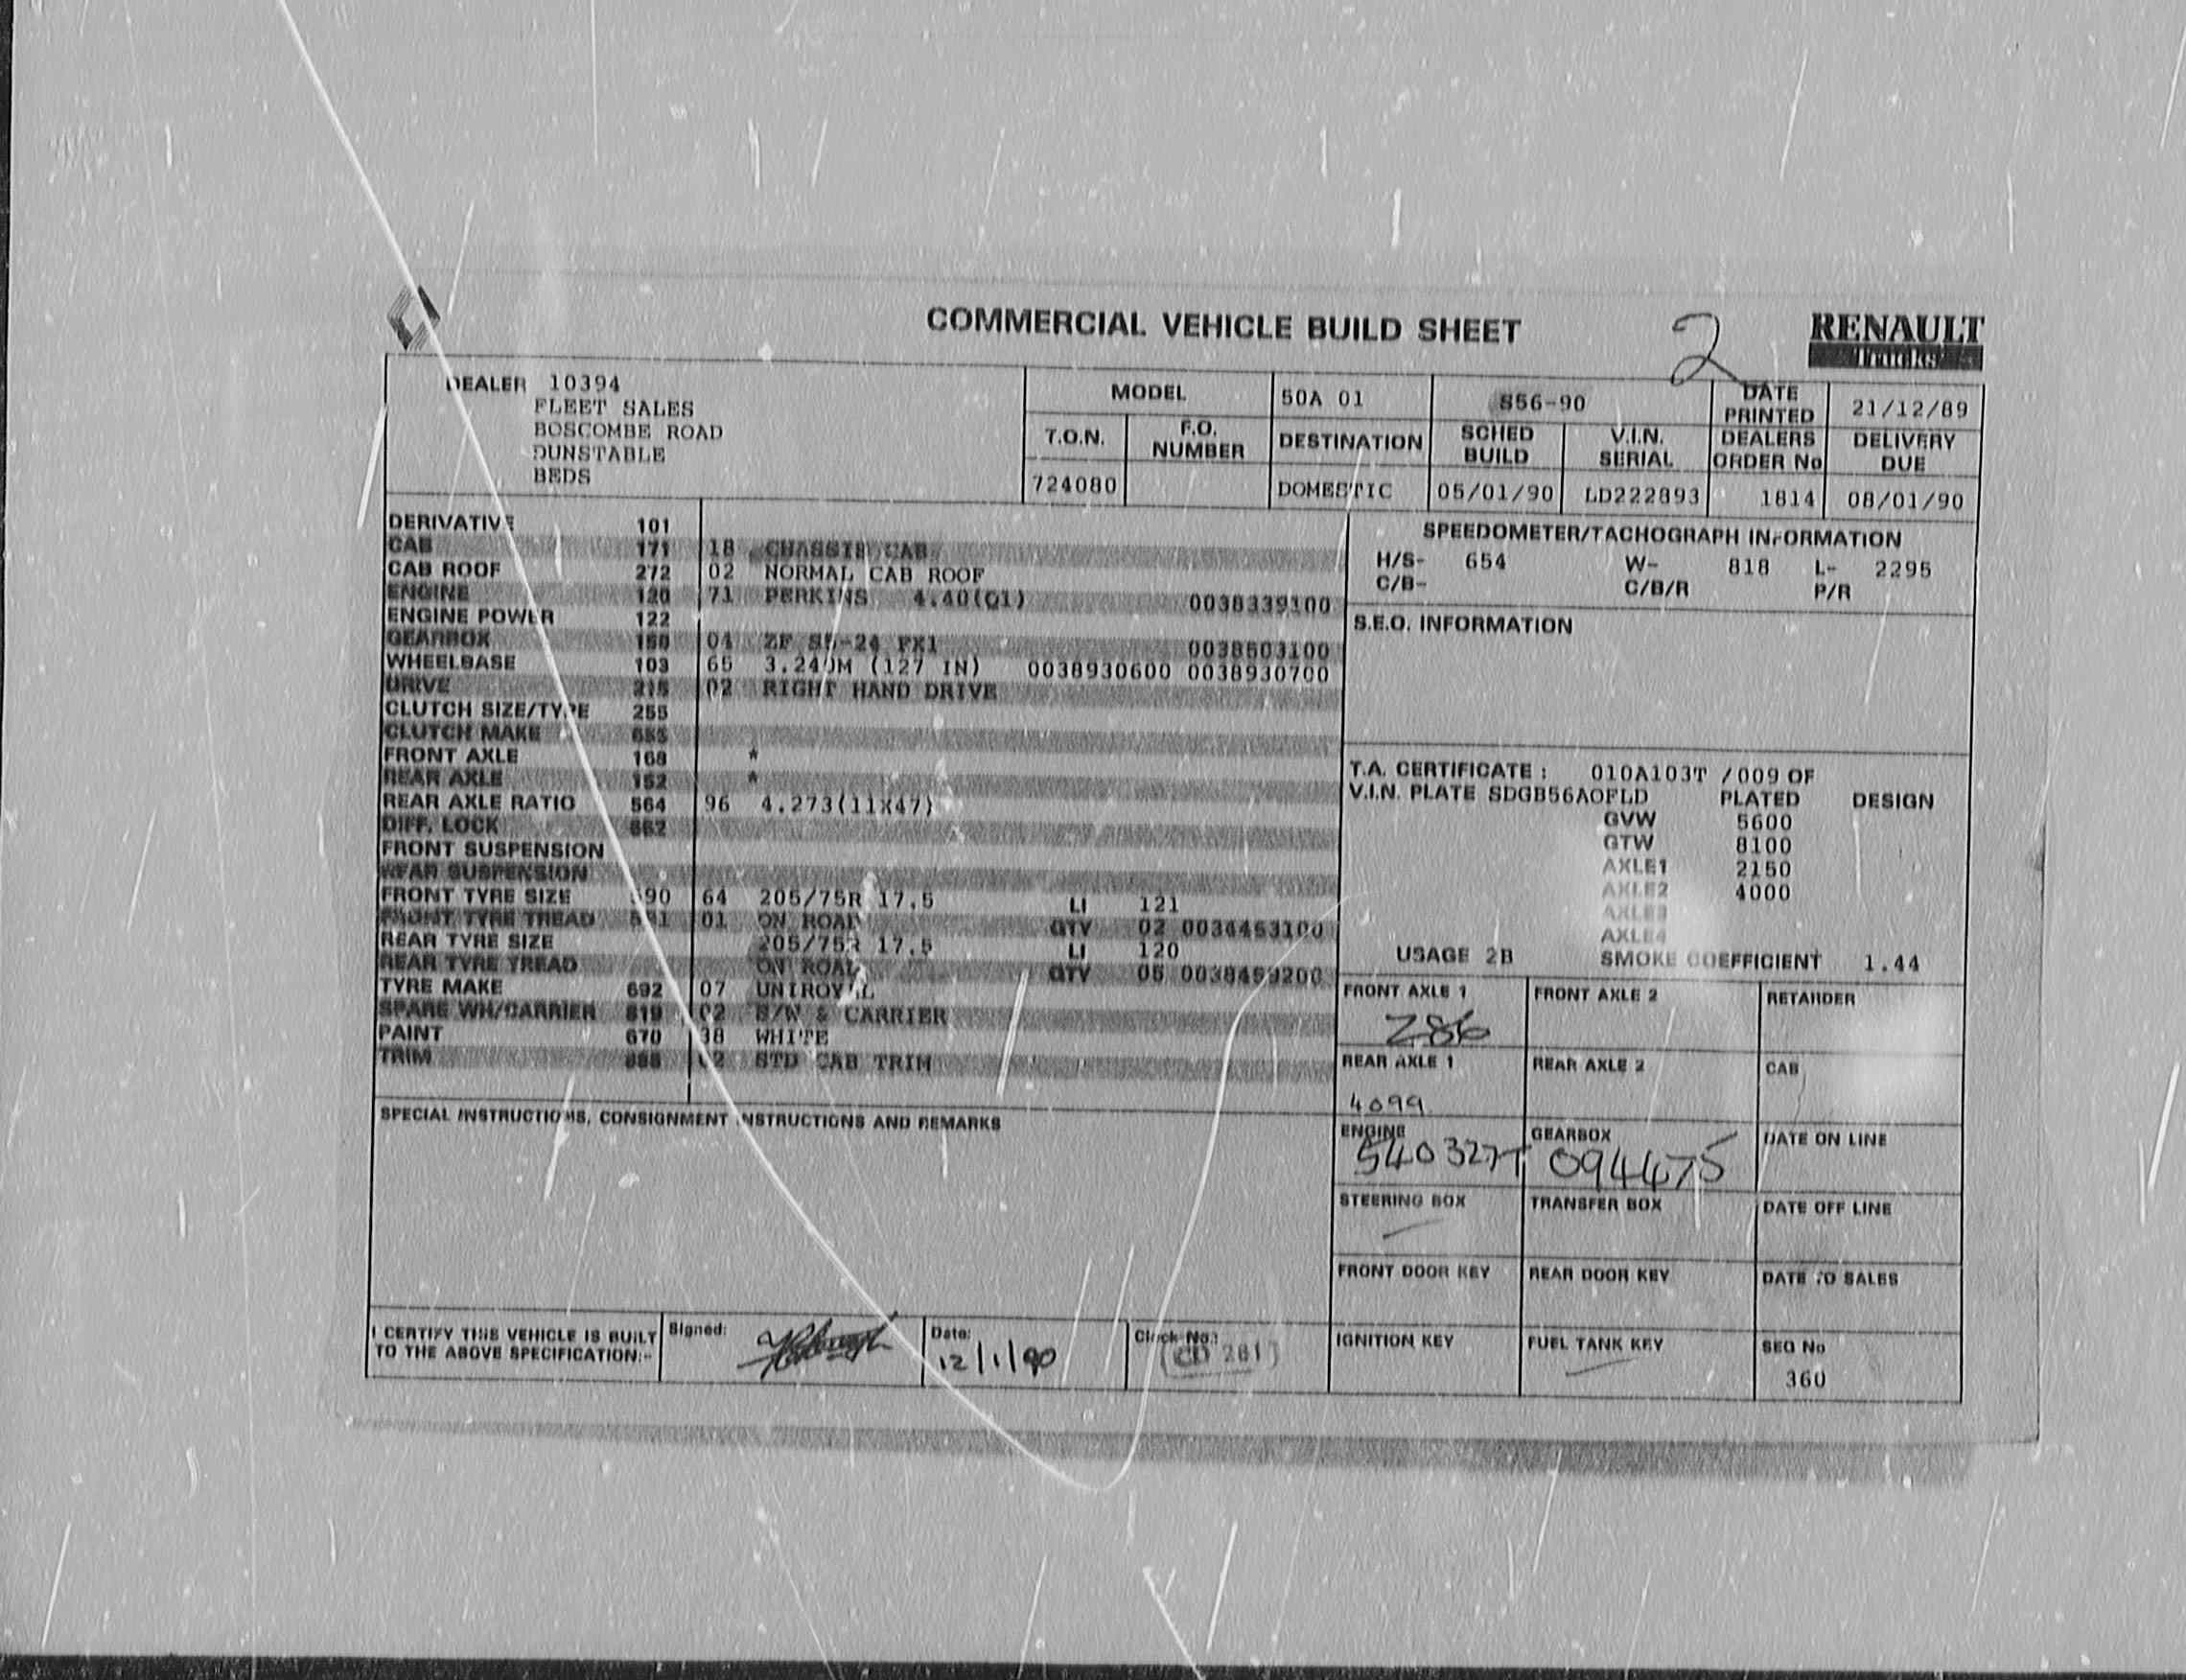 COMMERCIAL VEHICLE BUILD SHEET
2
RENAULT
Trucks
DEALER 10394
FLEET SALES
BOSCOMBE ROAD
DUNSTABLE
BEDS
MODEL 50A 01 S56-90 DATE PRINTED 21/12/89
T.O.N. F.O. NUMBER DESTINATION SCHED BUILD V.I.N. SERIAL DEALERS ORDER No DELIVERY DUE
724080 DOMESTIC 05/01/90 LD222893 1814 08/01/90
DERIVATIVE 101
CAB 171 18 CHASSIS CAB
CAB ROOF 272 02 NORMAL CAB ROOF
ENGINE 120 71 PERKINS 4.40(Q1) 0038339100
ENGINE POWER 122
GEARBOX 150 04 ZF S5-24 FX1 0038503100
WHEELBASE 103 65 3.240M (127 IN) 0038930600 0038930700
DRIVE 215 02 RIGHT HAND DRIVE
CLUTCH SIZE/TYPE 255
CLUTCH MAKE 685
FRONT AXLE 168 *
REAR AXLE 152 *
REAR AXLE RATIO 564 96 4.273(11X47)
DIFF. LOCK 662
FRONT SUSPENSION
REAR SUSPENSION
FRONT TYRE SIZE 690 64 205/75R 17.5 LI 121
FRONT TYRE TREAD 01 ON ROAD QTY 02
REAR TYRE SIZE 205/75R 17.5 LI 120
REAR TYRE TREAD ON ROAD QTY 05
TYRE MAKE 692 07 UNIROYAL
SPARE WH/CARRIER 819 02 S/W & CARRIER
PAINT 670 38 WHITE
TRIM 02 STD CAB TRIM
SPEEDOMETER/TACHOGRAPH INFORMATION
H/S- 654 W- 818 L- 2295
C/B- C/B/R P/R
S.E.O. INFORMATION
T.A. CERTIFICATE : 010A103T /009 OF
V.I.N. PLATE SDGB56AOFLD PLATED DESIGN
GVW 5600
GTW 8100
AXLE1 2150
AXLE2 4000
AXLE3
AXLE4
USAGE 2B SMOKE COEFFICIENT 1.44
FRONT AXLE 1 FRONT AXLE 2 RETARDER
286
REAR AXLE 1 REAR AXLE 2 CAB
4099
ENGINE GEARBOX DATE ON LINE
540327T 094475
STEERING BOX TRANSFER BOX DATE OFF LINE
FRONT DOOR KEY REAR DOOR KEY DATE TO SALES
IGNITION KEY FUEL TANK KEY SEQ No
360
SPECIAL INSTRUCTIONS, CONSIGNMENT INSTRUCTIONS AND REMARKS
I CERTIFY THIS VEHICLE IS BUILT
TO THE ABOVE SPECIFICATION:-
Signed:
Date:
12/1/90
Clock No.:
CD 281